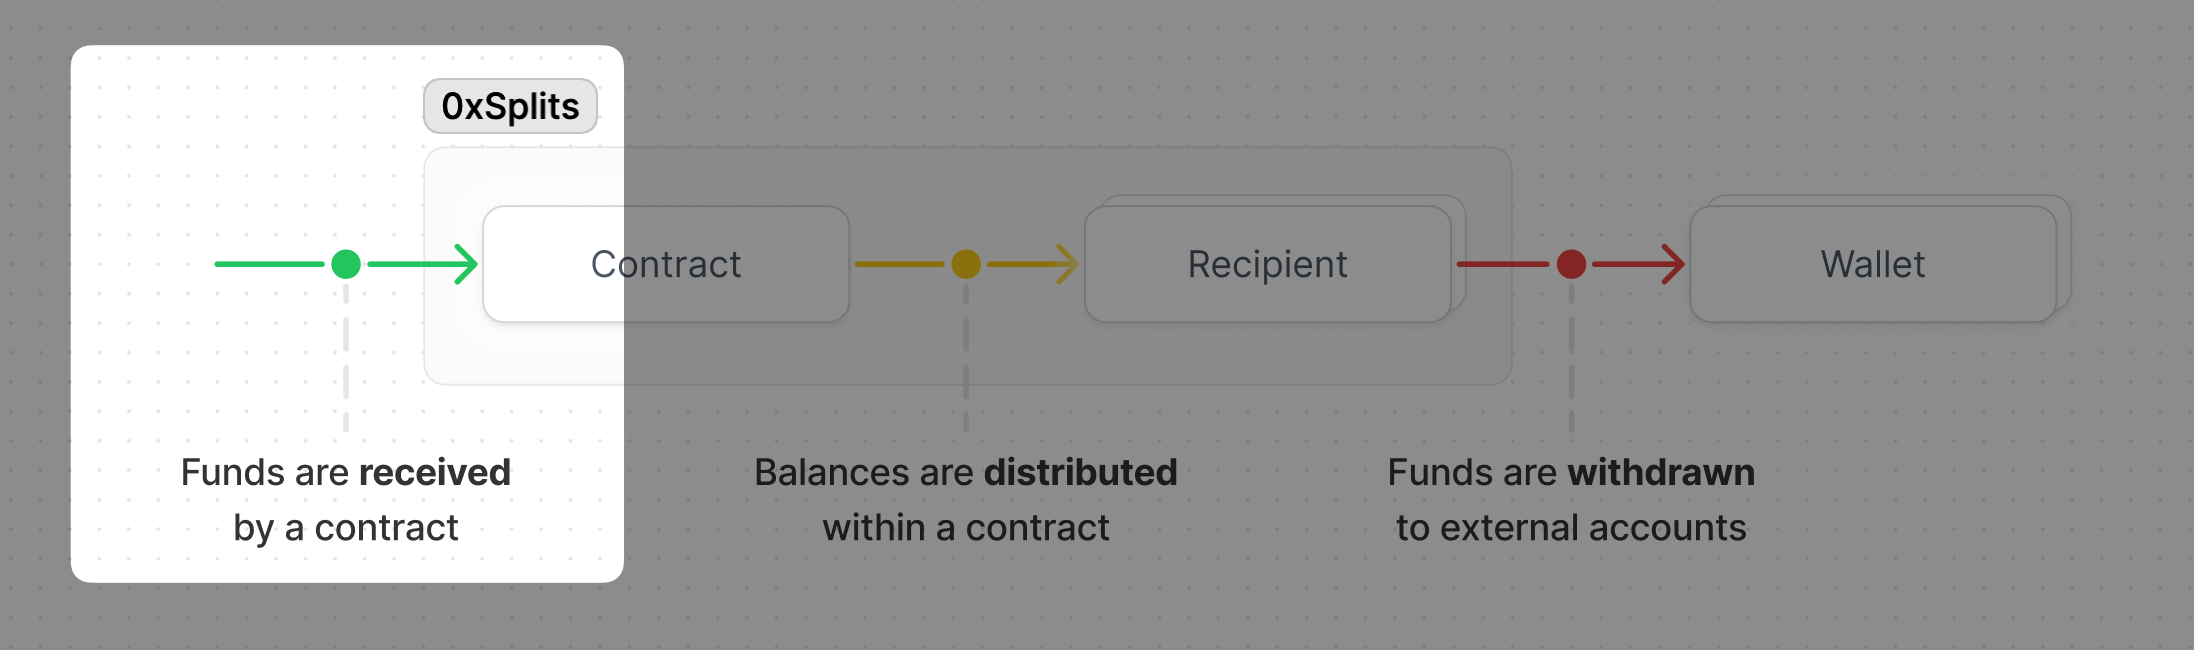 0xSplits
Contract
Recipient
Wallet
Funds are received
by a contract
Balances are distributed
within a contract
Funds are withdrawn
to external accounts